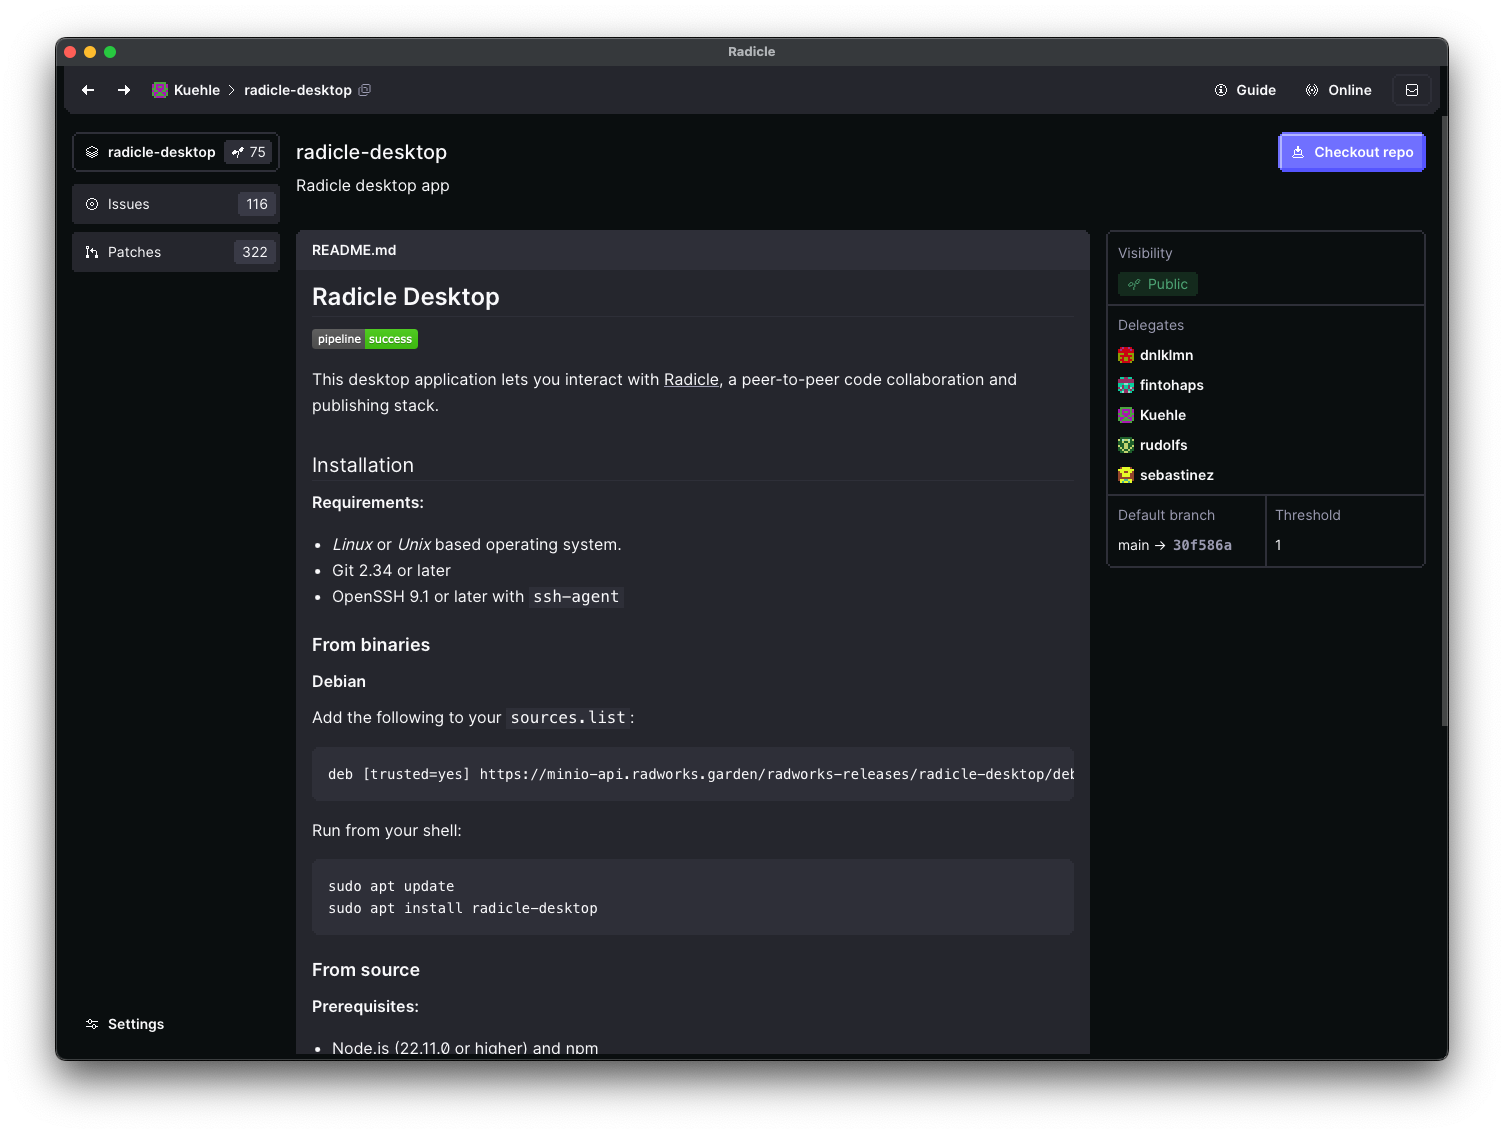 Radicle
Kuehle > radicle-desktop
Guide
Online
radicle-desktop 75
Issues 116
Patches 322
Settings
radicle-desktop
Radicle desktop app
Checkout repo
README.md
Radicle Desktop
pipeline success
This desktop application lets you interact with Radicle, a peer-to-peer code collaboration and
publishing stack.
Installation
Requirements:
• Linux or Unix based operating system.
• Git 2.34 or later
• OpenSSH 9.1 or later with ssh-agent
From binaries
Debian
Add the following to your sources.list:
deb [trusted=yes] https://minio-api.radworks.garden/radworks-releases/radicle-desktop/deb
Run from your shell:
sudo apt update
sudo apt install radicle-desktop
From source
Prerequisites:
• Node.js (22.11.0 or higher) and npm
Visibility
Public
Delegates
dnlklmn
fintohaps
Kuehle
rudolfs
sebastinez
Default branch
main → 30f586a
Threshold
1